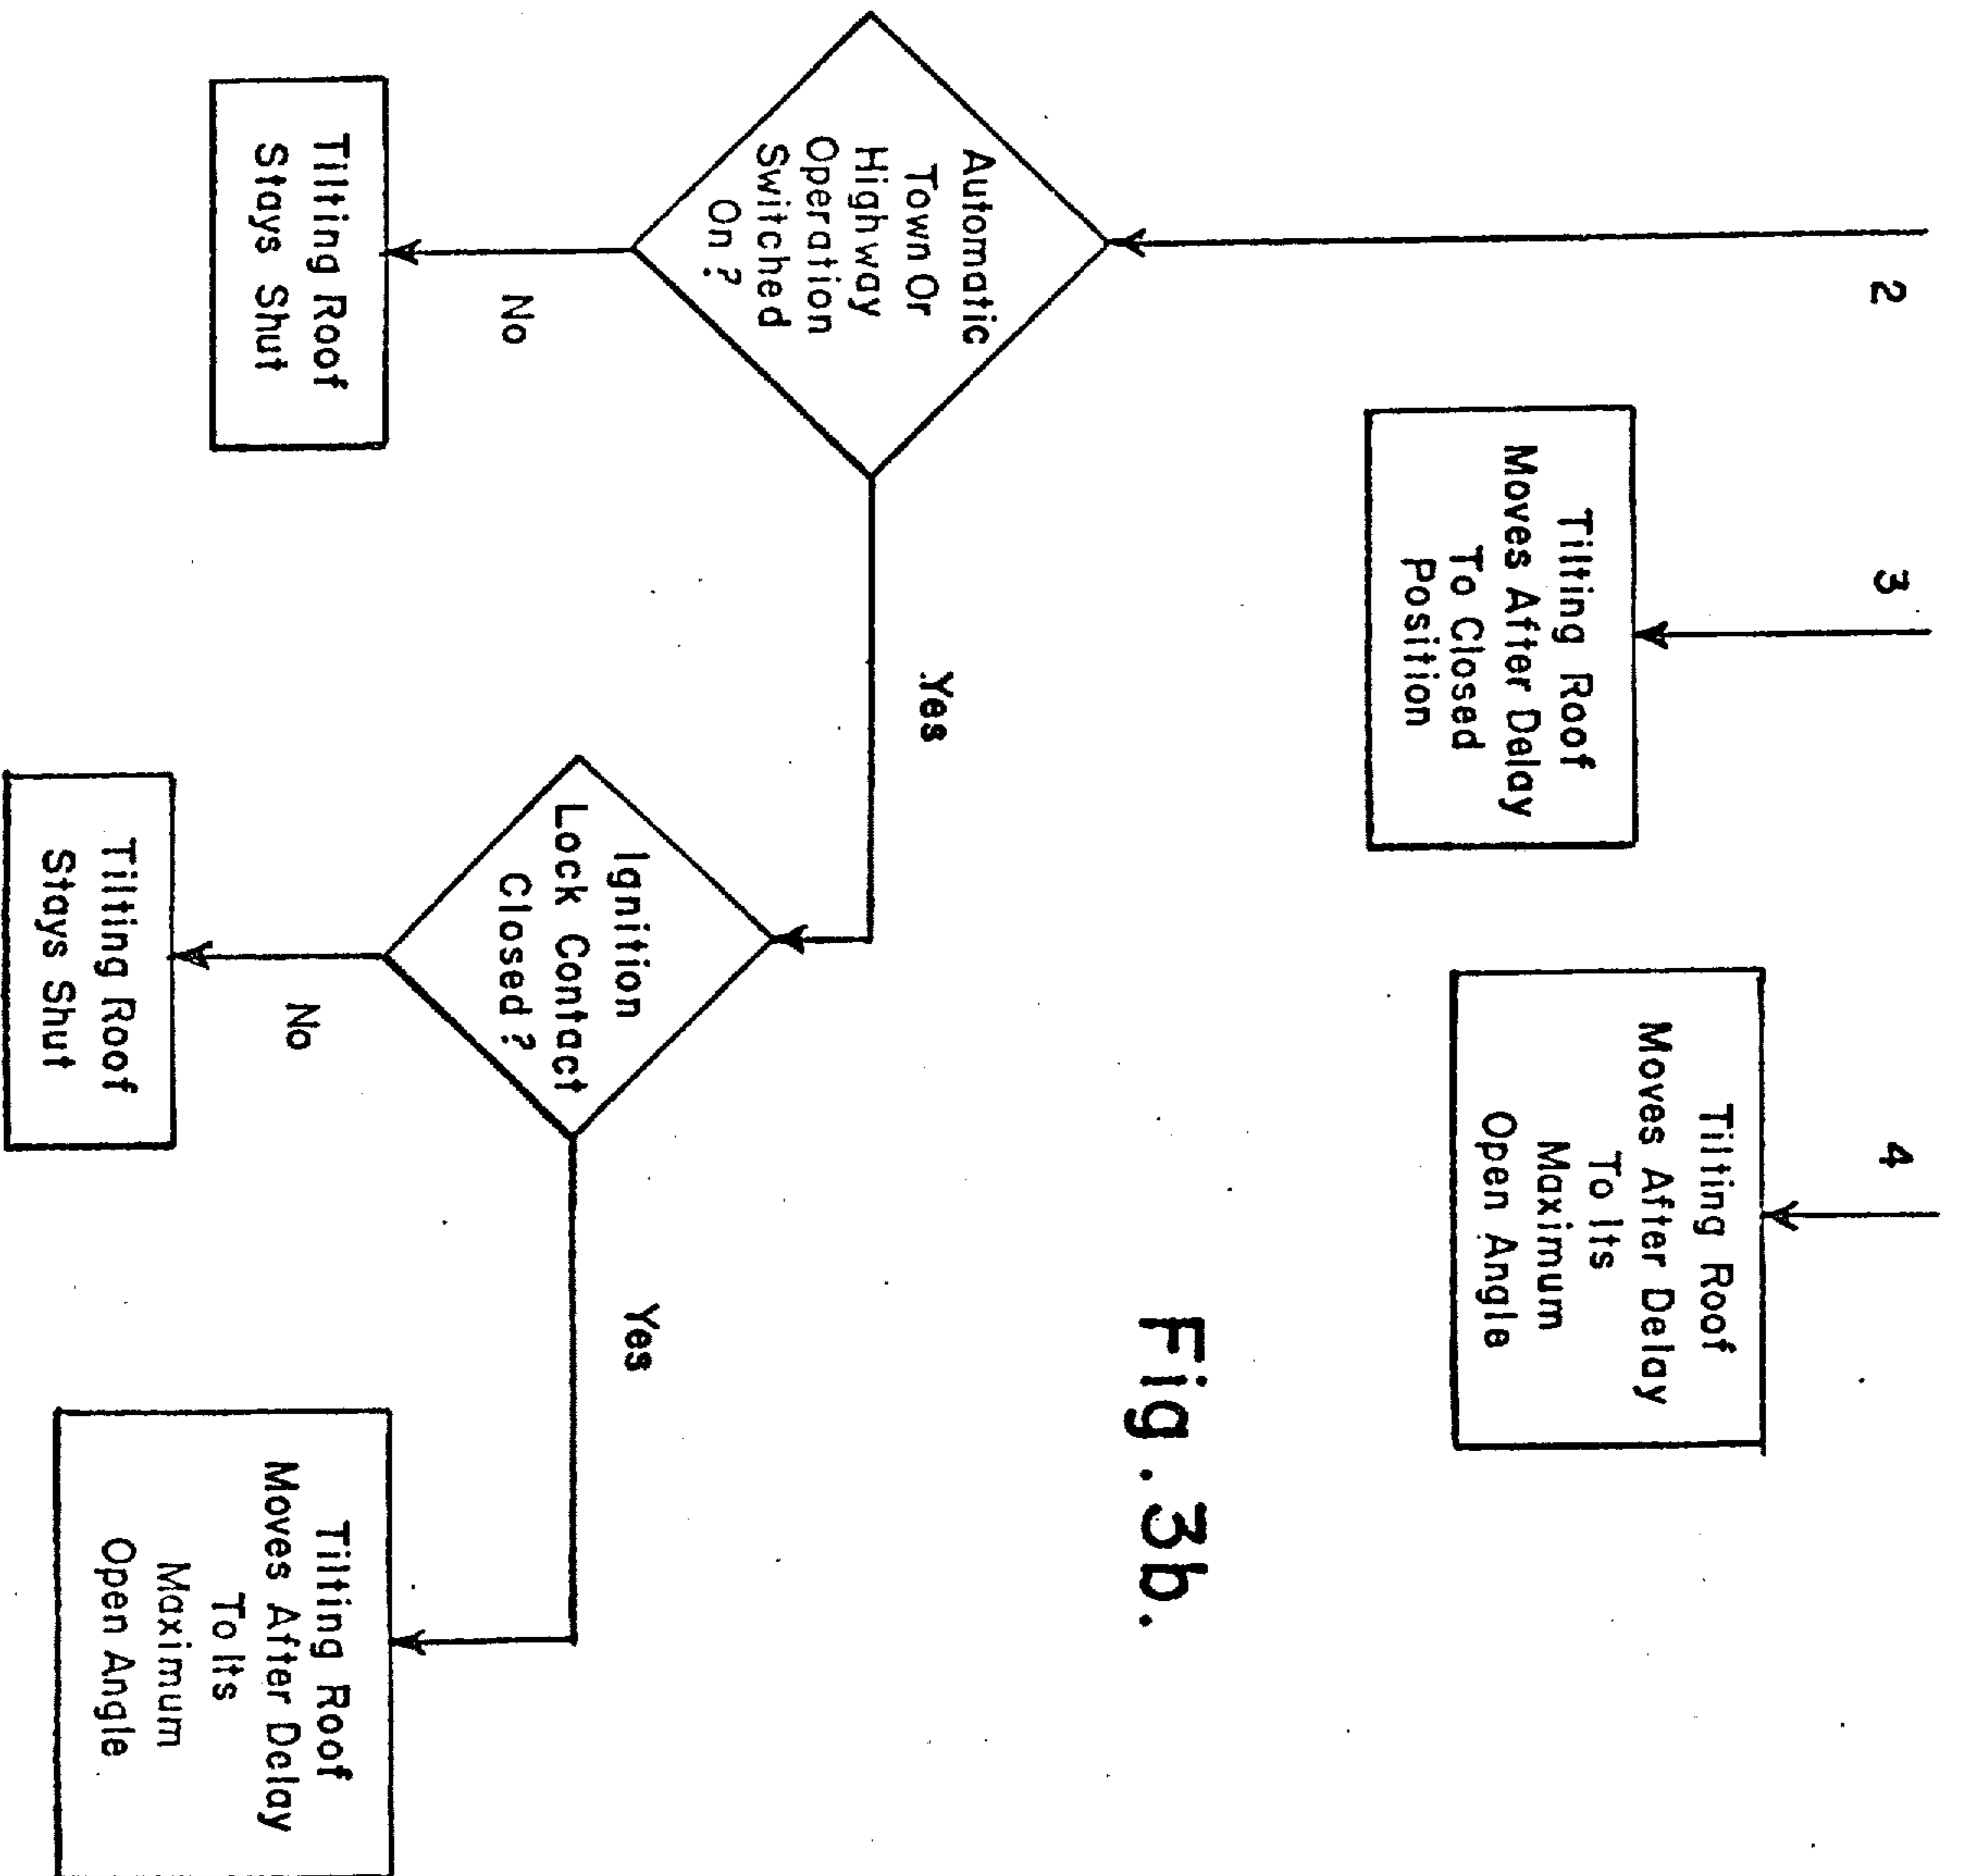 2
3
4
Tilting Roof
Moves After Delay
To Its
Maximum
Open Angle
Tilting Roof
Moves After Delay
To Closed
Position
Fig. 3b.
Automatic
Town Or
Highway
Operation
Switched
On ?
Yes
No
Tilting Roof
Stays Shut
Ignition
Lock Contact
Closed ?
Yes
No
Tilting Roof
Stays Shut
Tilting Roof
Moves After Delay
To Its
Maximum
Open Angle